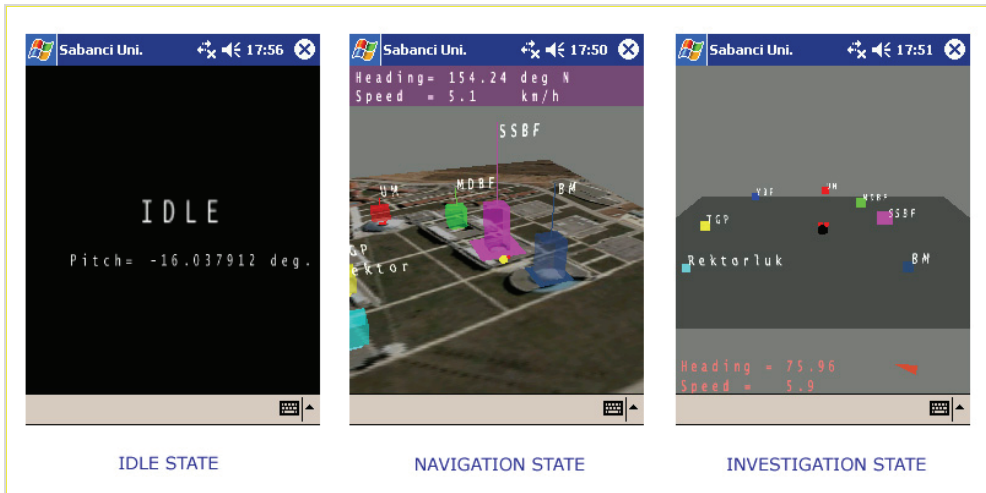 Sabanci Uni. 17:56
IDLE
Pitch= -16.037912 deg.
IDLE STATE
Sabanci Uni. 17:50
Heading= 154.24 deg N
Speed = 5.1 km/h
SSBF
UM
MDBF
BM
GP
ektor
NAVIGATION STATE
Sabanci Uni. 17:51
YBF
UM
MDBF
TGP
SSBF
Rektorluk
BM
Heading = 75.96
Speed = 5.9
INVESTIGATION STATE